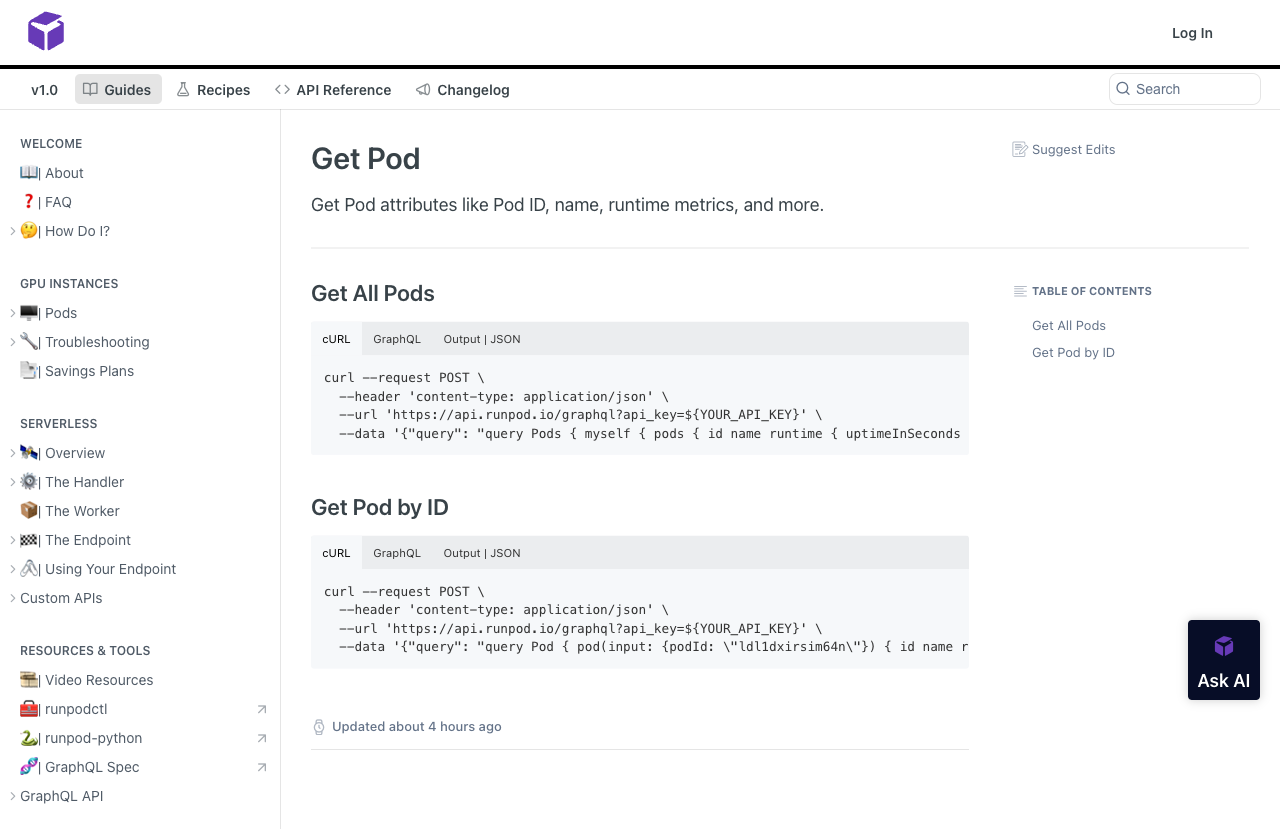 Log In
v1.0
Guides
Recipes
API Reference
Changelog
Search
WELCOME
| About
| FAQ
| How Do I?
GPU INSTANCES
| Pods
| Troubleshooting
| Savings Plans
SERVERLESS
| Overview
| The Handler
| The Worker
| The Endpoint
| Using Your Endpoint
Custom APIs
RESOURCES & TOOLS
| Video Resources
| runpodctl
| runpod-python
| GraphQL Spec
GraphQL API
Get Pod
Get Pod attributes like Pod ID, name, runtime metrics, and more.
Get All Pods
cURL GraphQL Output | JSON
curl --request POST \
--header 'content-type: application/json' \
--url 'https://api.runpod.io/graphql?api_key=${YOUR_API_KEY}' \
--data '{"query": "query Pods { myself { pods { id name runtime { uptimeInSeconds
Get Pod by ID
cURL GraphQL Output | JSON
curl --request POST \
--header 'content-type: application/json' \
--url 'https://api.runpod.io/graphql?api_key=${YOUR_API_KEY}' \
--data '{"query": "query Pod { pod(input: {podId: \"ldl1dxirsim64n\"}) { id name r
Updated about 4 hours ago
Suggest Edits
TABLE OF CONTENTS
Get All Pods
Get Pod by ID
Ask AI